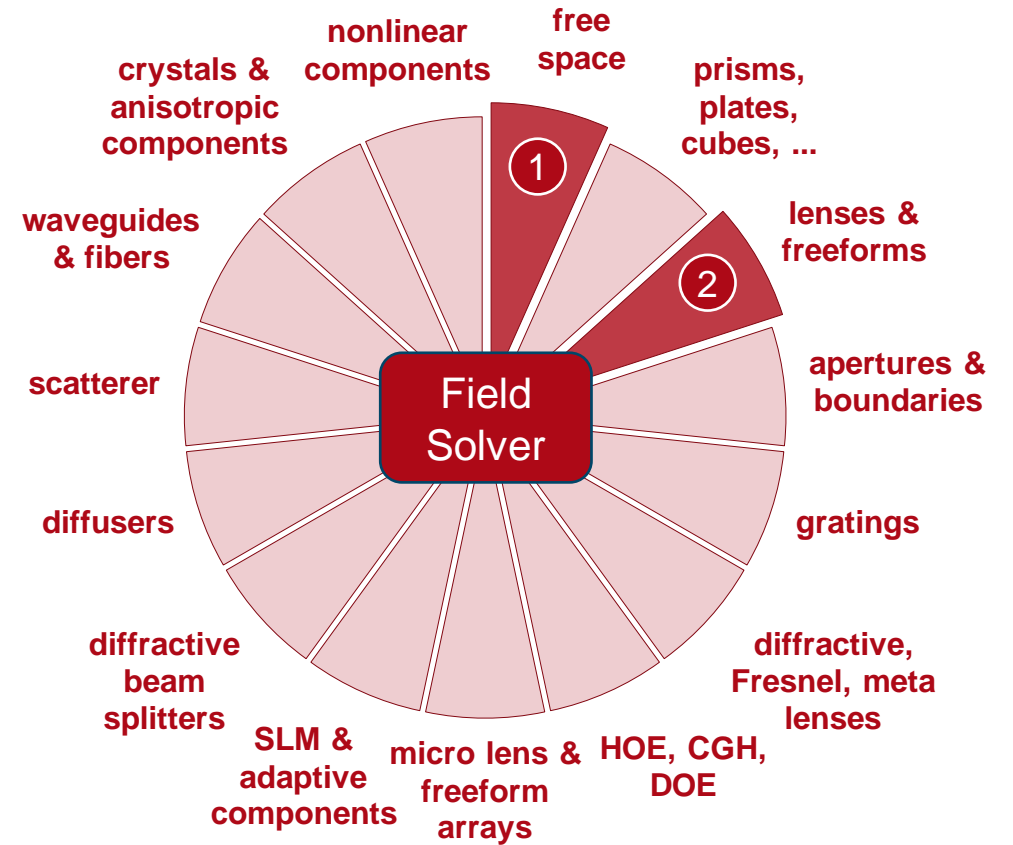 free
space
1
prisms,
plates,
cubes, ...
lenses &
freeforms
2
apertures &
boundaries
gratings
diffractive,
Fresnel, meta
lenses
HOE, CGH,
DOE
micro lens &
freeform
arrays
SLM &
adaptive
components
diffractive
beam
splitters
diffusers
scatterer
waveguides
& fibers
crystals &
anisotropic
components
nonlinear
components
Field
Solver